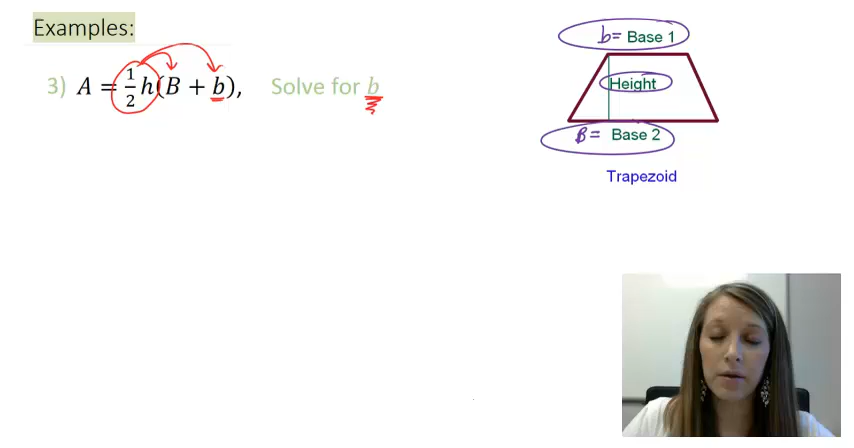 Examples:
3) A = 1/2 h(B + b), Solve for b
b= Base 1
Height
B= Base 2
Trapezoid